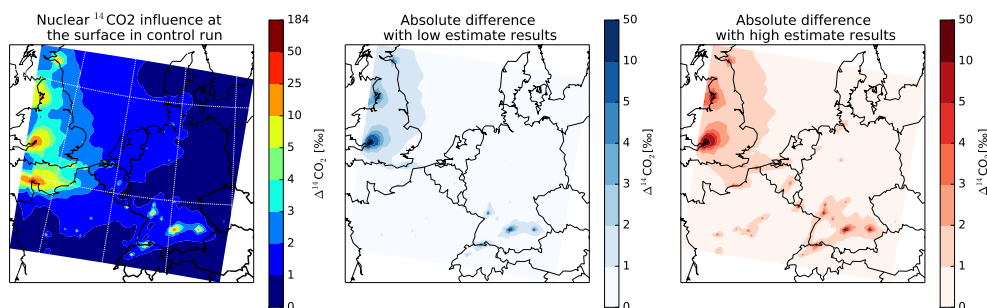 Nuclear ¹⁴CO2 influence at
the surface in control run
184
50
25
10
5
4
3
2
1
0
Δ¹⁴CO₂ [‰]
Absolute difference
with low estimate results
50
10
5
4
3
2
1
0
Δ¹⁴CO₂ [‰]
Absolute difference
with high estimate results
50
10
5
4
3
2
1
0
Δ¹⁴CO₂ [‰]